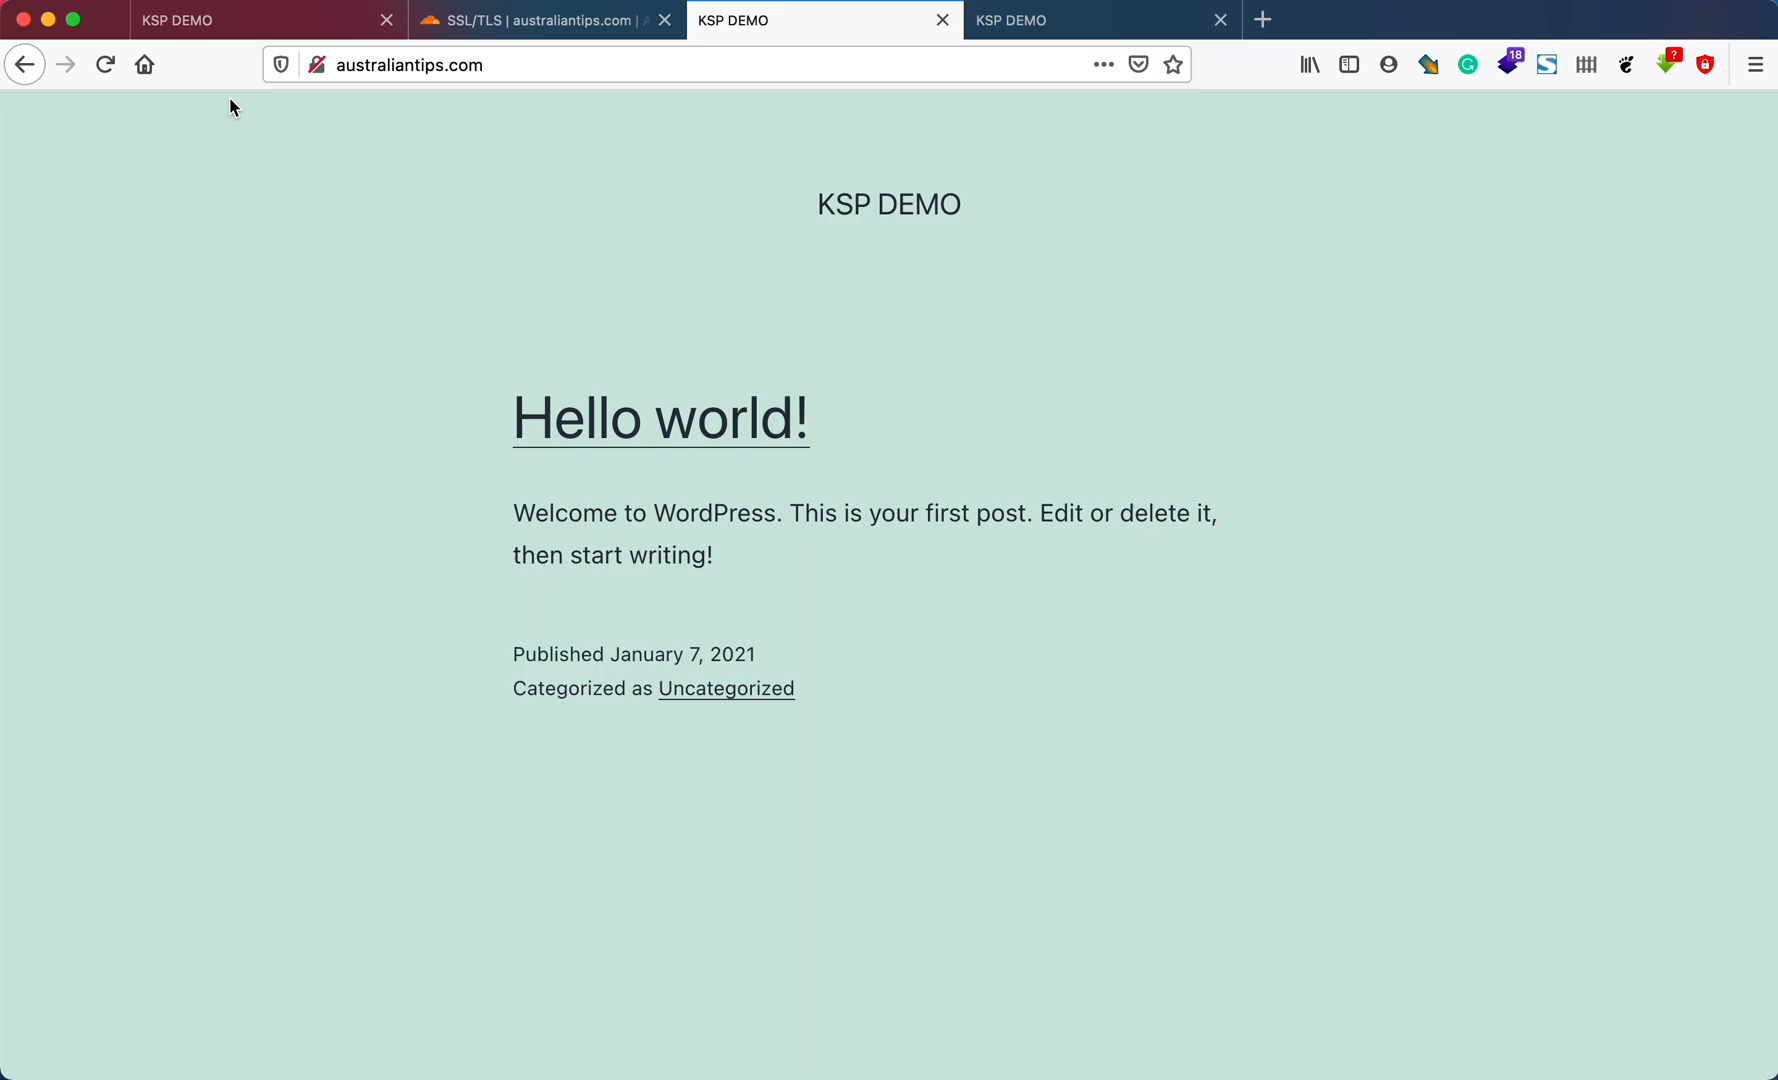 KSP DEMO
SSL/TLS | australiantips.com |
KSP DEMO
KSP DEMO
australiantips.com
18
?
KSP DEMO
Hello world!
Welcome to WordPress. This is your first post. Edit or delete it,
then start writing!
Published January 7, 2021
Categorized as Uncategorized